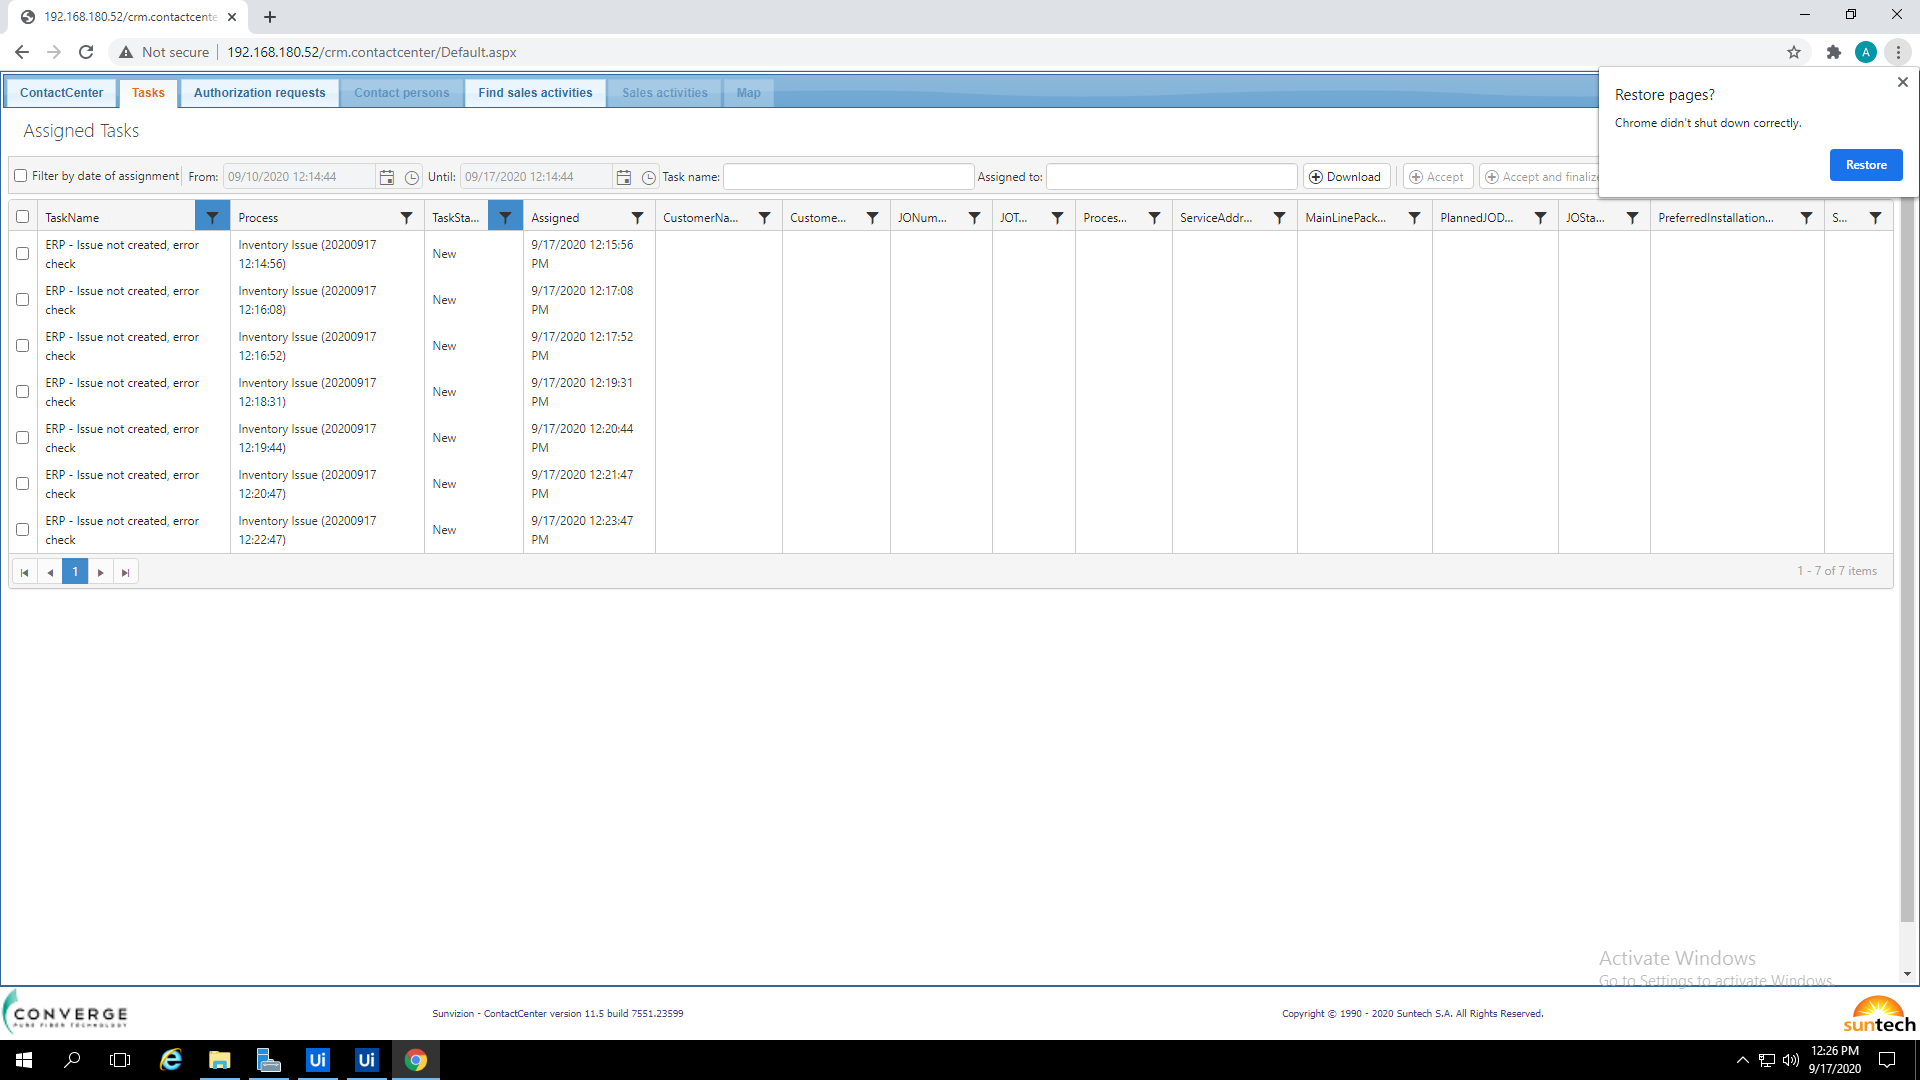 192.168.180.52/crm.contactcente
Not secure
192.168.180.52/crm.contactcenter/Default.aspx
A
ContactCenter
Tasks
Authorization requests
Contact persons
Find sales activities
Sales activities
Map
Restore pages?
Chrome didn't shut down correctly.
Restore
Assigned Tasks
Filter by date of assignment
From:
09/10/2020 12:14:44
Until:
09/17/2020 12:14:44
Task name:
Assigned to:
Download
Accept
Accept and finalize
TaskName
Process
TaskSta...
Assigned
CustomerNa...
Custome...
JONum...
JOT...
Proces...
ServiceAddr...
MainLinePack...
PlannedJOD...
JOSta...
PreferredInstallation...
S...
ERP - Issue not created, error
check
Inventory Issue (20200917
12:14:56)
New
9/17/2020 12:15:56
PM
ERP - Issue not created, error
check
Inventory Issue (20200917
12:16:08)
New
9/17/2020 12:17:08
PM
ERP - Issue not created, error
check
Inventory Issue (20200917
12:16:52)
New
9/17/2020 12:17:52
PM
ERP - Issue not created, error
check
Inventory Issue (20200917
12:18:31)
New
9/17/2020 12:19:31
PM
ERP - Issue not created, error
check
Inventory Issue (20200917
12:19:44)
New
9/17/2020 12:20:44
PM
ERP - Issue not created, error
check
Inventory Issue (20200917
12:20:47)
New
9/17/2020 12:21:47
PM
ERP - Issue not created, error
check
Inventory Issue (20200917
12:22:47)
New
9/17/2020 12:23:47
PM
1
1 - 7 of 7 items
Activate Windows
Go to Settings to activate Windows.
CONVERGE
PURE FIBER TECHNOLOGY
Sunvizion - ContactCenter version 11.5 build 7551.23599
Copyright © 1990 - 2020 Suntech S.A. All Rights Reserved.
suntech
Ui
Ui
12:26 PM
9/17/2020